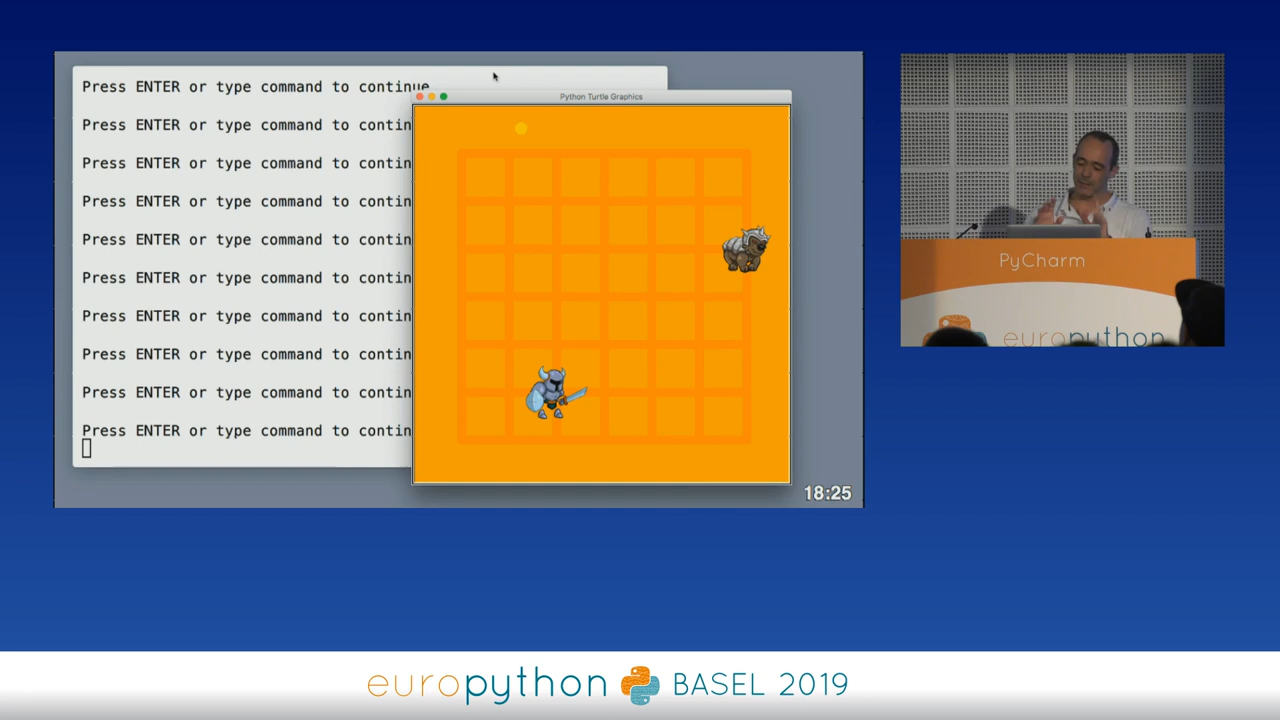 Press ENTER or type command to continue
Python Turtle Graphics
Press ENTER or type command to contin
Press ENTER or type command to contin
Press ENTER or type command to contin
Press ENTER or type command to contin
Press ENTER or type command to contin
Press ENTER or type command to contin
Press ENTER or type command to contin
Press ENTER or type command to contin
Press ENTER or type command to contin
18:25
PyCharm
europython
europython BASEL 2019